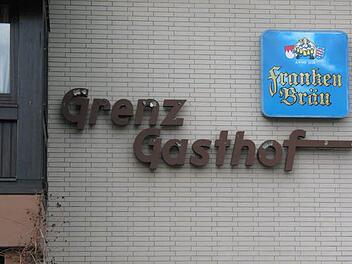 Franken
Bräu
Grenz
Gasthof